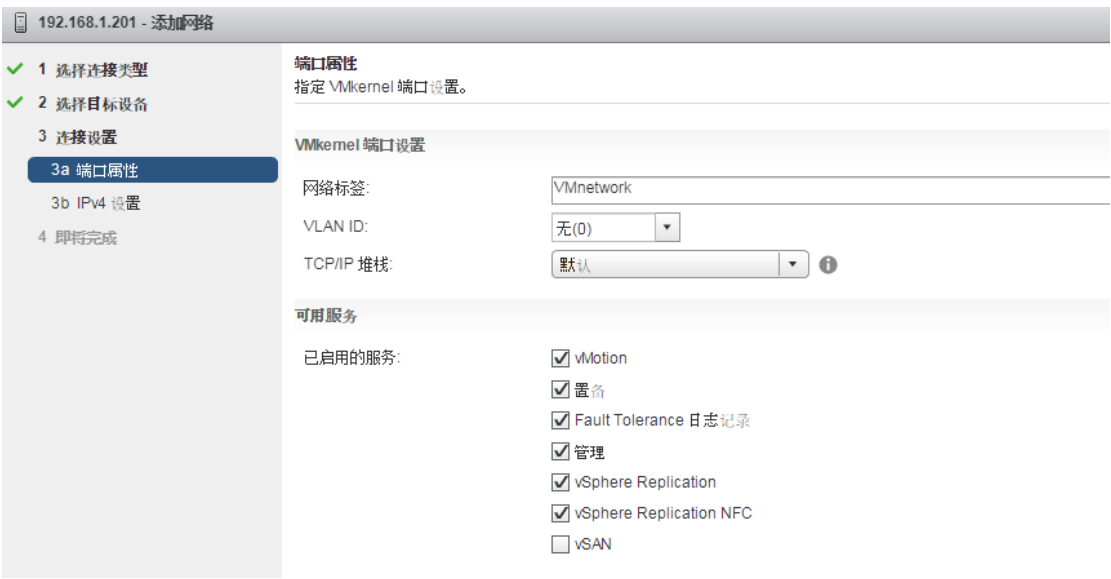 192.168.1.201 - 添加网络
1 选择连接类型
2 选择目标设备
3 连接设置
3a 端口属性
3b IPv4 设置
4 即将完成
端口属性
指定 VMkernel 端口设置。
VMkernel 端口设置
网络标签:
VMnetwork
VLAN ID:
无(0)
TCP/IP 堆栈:
默认
可用服务
已启用的服务:
vMotion
置备
Fault Tolerance 日志记录
管理
vSphere Replication
vSphere Replication NFC
vSAN